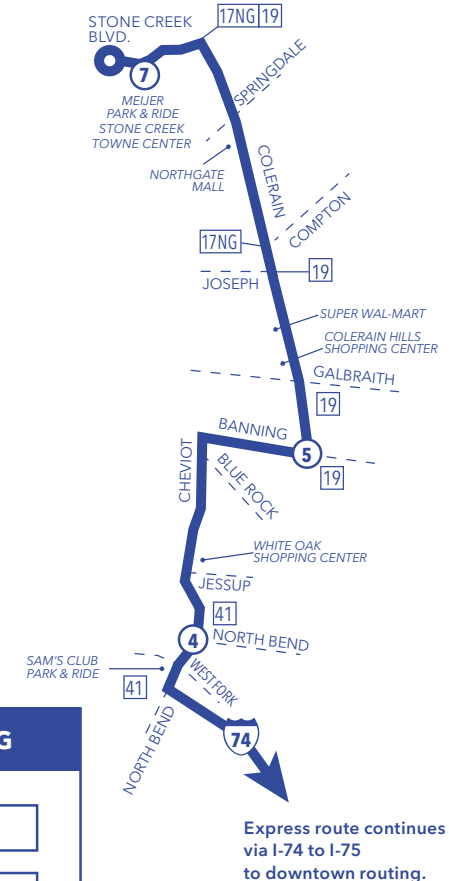 STONE CREEK
BLVD.
17NG 19
7
MEIJER
PARK & RIDE
STONE CREEK
TOWNE CENTER
SPRINGDALE
NORTHGATE
MALL
COLERAIN
COMPTON
17NG
19
JOSEPH
SUPER WAL-MART
COLERAIN HILLS
SHOPPING CENTER
GALBRAITH
19
BANNING
5
19
CHEVIOT
BLUE ROCK
WHITE OAK
SHOPPING CENTER
JESSUP
41
4
NORTH BEND
SAM'S CLUB
PARK & RIDE
WEST FORK
41
NORTH BEND
74
G
Express route continues
via I-74 to I-75
to downtown routing.